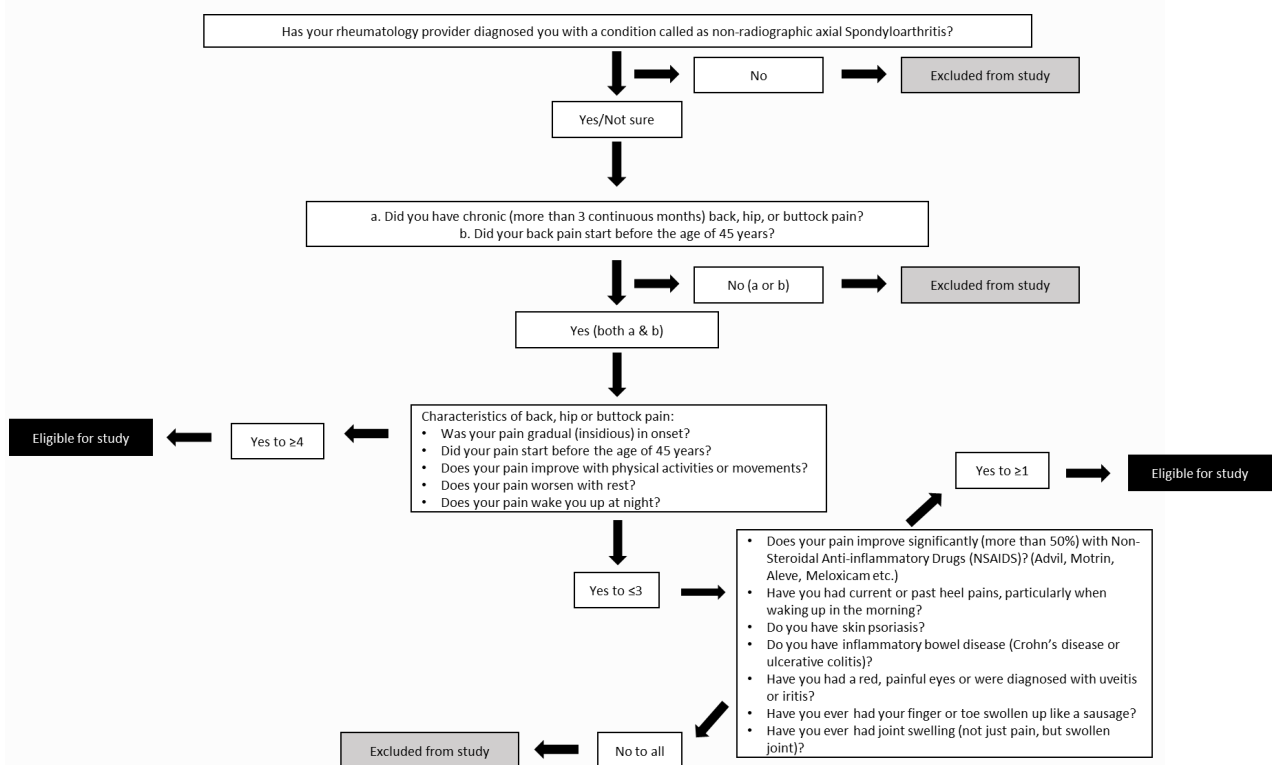 Has your rheumatology provider diagnosed you with a condition called as non-radiographic axial Spondyloarthritis?
No
Excluded from study
Yes/Not sure
a. Did you have chronic (more than 3 continuous months) back, hip, or buttock pain?
b. Did your back pain start before the age of 45 years?
No (a or b)
Excluded from study
Yes (both a & b)
Characteristics of back, hip or buttock pain:
• Was your pain gradual (insidious) in onset?
• Did your pain start before the age of 45 years?
• Does your pain improve with physical activities or movements?
• Does your pain worsen with rest?
• Does your pain wake you up at night?
Yes to ≥4
Eligible for study
Yes to ≤3
• Does your pain improve significantly (more than 50%) with Non-
Steroidal Anti-inflammatory Drugs (NSAIDS)? (Advil, Motrin,
Aleve, Meloxicam etc.)
• Have you had current or past heel pains, particularly when
waking up in the morning?
• Do you have skin psoriasis?
• Do you have inflammatory bowel disease (Crohn's disease or
ulcerative colitis)?
• Have you had a red, painful eyes or were diagnosed with uveitis
or iritis?
• Have you ever had your finger or toe swollen up like a sausage?
• Have you ever had joint swelling (not just pain, but swollen
joint)?
Yes to ≥1
Eligible for study
No to all
Excluded from study